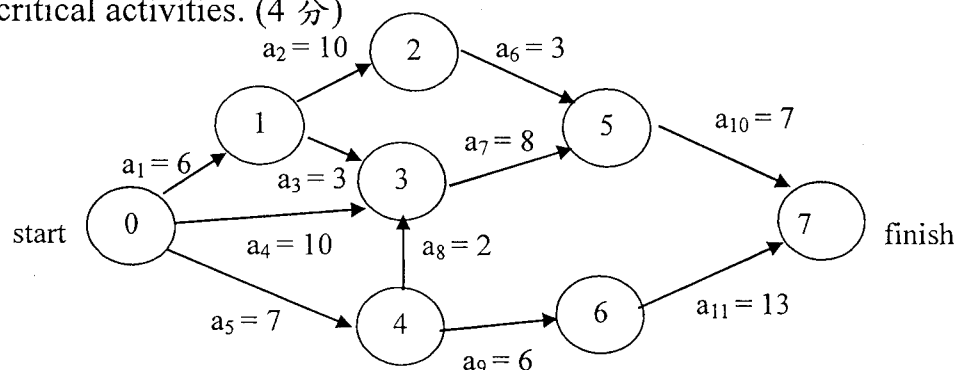 critical activities. (4 分)
a2 = 10
2
a6 = 3
1
5
a10 = 7
a1 = 6
a7 = 8
a3 = 3
3
start
0
7
finish
a4 = 10
a8 = 2
a5 = 7
4
6
a11 = 13
a9 = 6